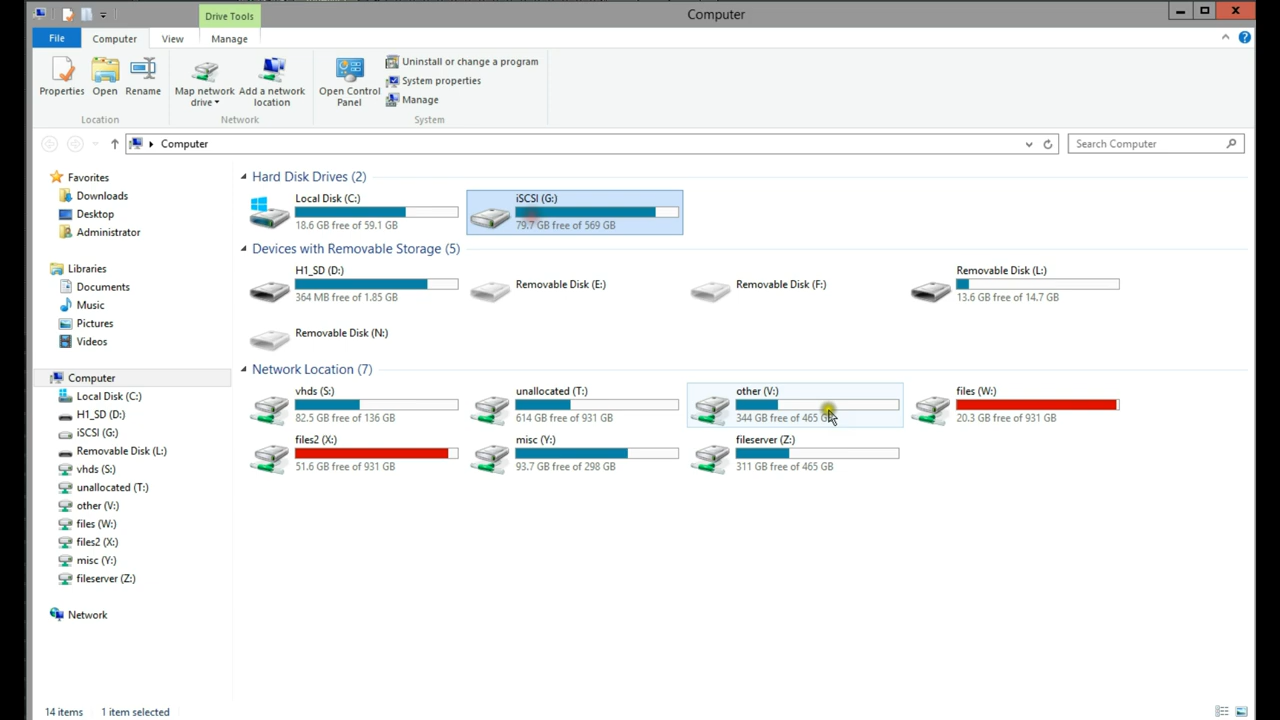 Drive Tools
Computer
File
Computer
View
Manage
Properties
Open
Rename
Location
Map network drive
Add a network location
Network
Open Control Panel
Uninstall or change a program
System properties
Manage
System
Computer
Search Computer
Favorites
Downloads
Desktop
Administrator
Libraries
Documents
Music
Pictures
Videos
Computer
Local Disk (C:)
H1_SD (D:)
iSCSI (G:)
Removable Disk (L:)
vhds (S:)
unallocated (T:)
other (V:)
files (W:)
files2 (X:)
misc (Y:)
fileserver (Z:)
Network
Hard Disk Drives (2)
Local Disk (C:)
18.6 GB free of 59.1 GB
iSCSI (G:)
79.7 GB free of 569 GB
Devices with Removable Storage (5)
H1_SD (D:)
364 MB free of 1.85 GB
Removable Disk (E:)
Removable Disk (F:)
Removable Disk (L:)
13.6 GB free of 14.7 GB
Removable Disk (N:)
Network Location (7)
vhds (S:)
82.5 GB free of 136 GB
unallocated (T:)
614 GB free of 931 GB
other (V:)
344 GB free of 465 GB
files (W:)
20.3 GB free of 931 GB
files2 (X:)
51.6 GB free of 931 GB
misc (Y:)
93.7 GB free of 298 GB
fileserver (Z:)
311 GB free of 465 GB
14 items
1 item selected